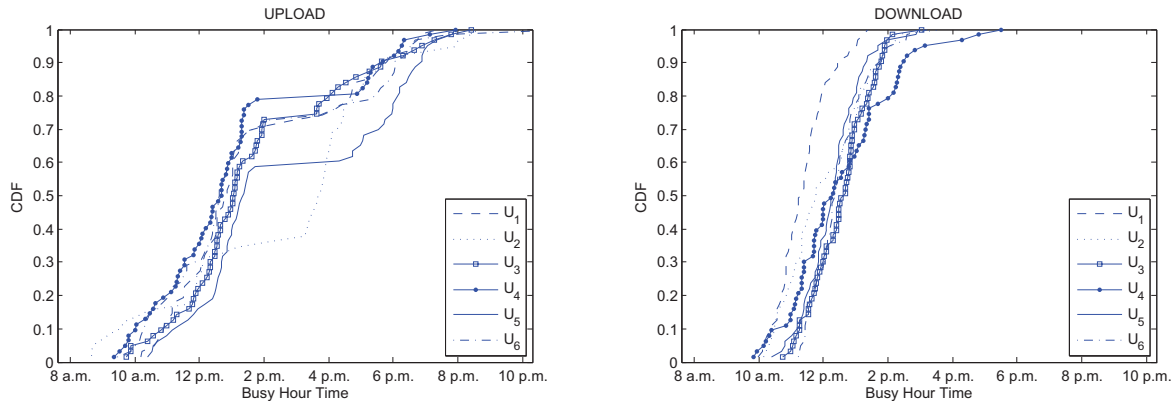 UPLOAD
CDF
1
0.9
0.8
0.7
0.6
0.5
0.4
0.3
0.2
0.1
0
8 a.m. 10 a.m. 12 p.m. 2 p.m. 4 p.m. 6 p.m. 8 p.m. 10 p.m.
Busy Hour Time
U1
U2
U3
U4
U5
U6
DOWNLOAD
CDF
1
0.9
0.8
0.7
0.6
0.5
0.4
0.3
0.2
0.1
0
8 a.m. 10 a.m. 12 p.m. 2 p.m. 4 p.m. 6 p.m. 8 p.m. 10 p.m.
Busy Hour Time
U1
U2
U3
U4
U5
U6